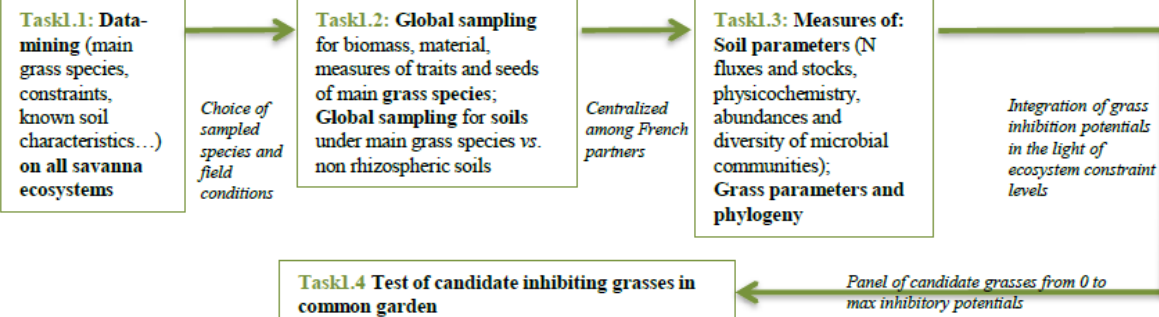 Task1.1: Data-
mining (main
grass species,
constraints,
known soil
characteristics…)
on all savanna
ecosystems
Choice of
sampled
species and
field
conditions
Task1.2: Global sampling
for biomass, material,
measures of traits and seeds
of main grass species;
Global sampling for soils
under main grass species vs.
non rhizospheric soils
Centralized
among French
partners
Task1.3: Measures of:
Soil parameters (N
fluxes and stocks,
physicochemistry,
abundances and
diversity of microbial
communities);
Grass parameters and
phylogeny
Integration of grass
inhibition potentials
in the light of
ecosystem constraint
levels
Panel of candidate grasses from 0 to
max inhibitory potentials
Task1.4 Test of candidate inhibiting grasses in
common garden